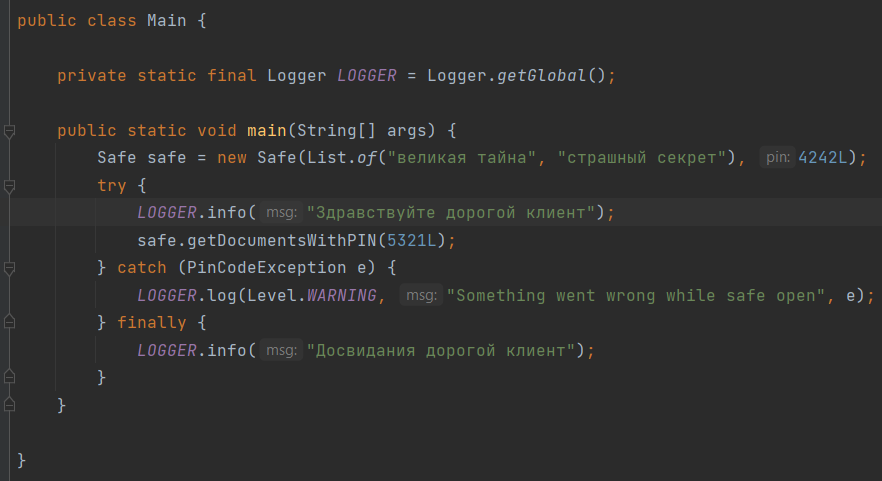 public class Main {
private static final Logger LOGGER = Logger.getGlobal();
public static void main(String[] args) {
Safe safe = new Safe(List.of("великая тайна", "страшный секрет"), pin: 4242L);
try {
LOGGER.info( msg: "Здравствуйте дорогой клиент");
safe.getDocumentsWithPIN(5321L);
} catch (PinCodeException e) {
LOGGER.log(Level.WARNING, msg: "Something went wrong while safe open", e);
} finally {
LOGGER.info( msg: "Досвидания дорогой клиент");
}
}
}